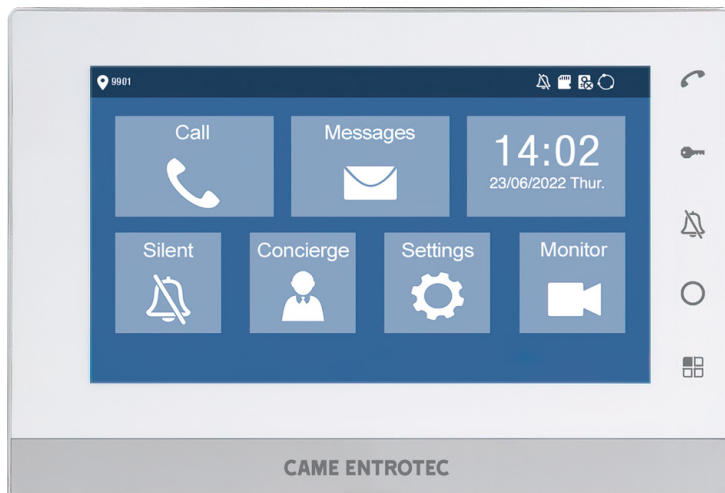 9901
Call
Messages
14:02
23/06/2022 Thur.
Silent
Concierge
Settings
Monitor
CAME ENTROTEC